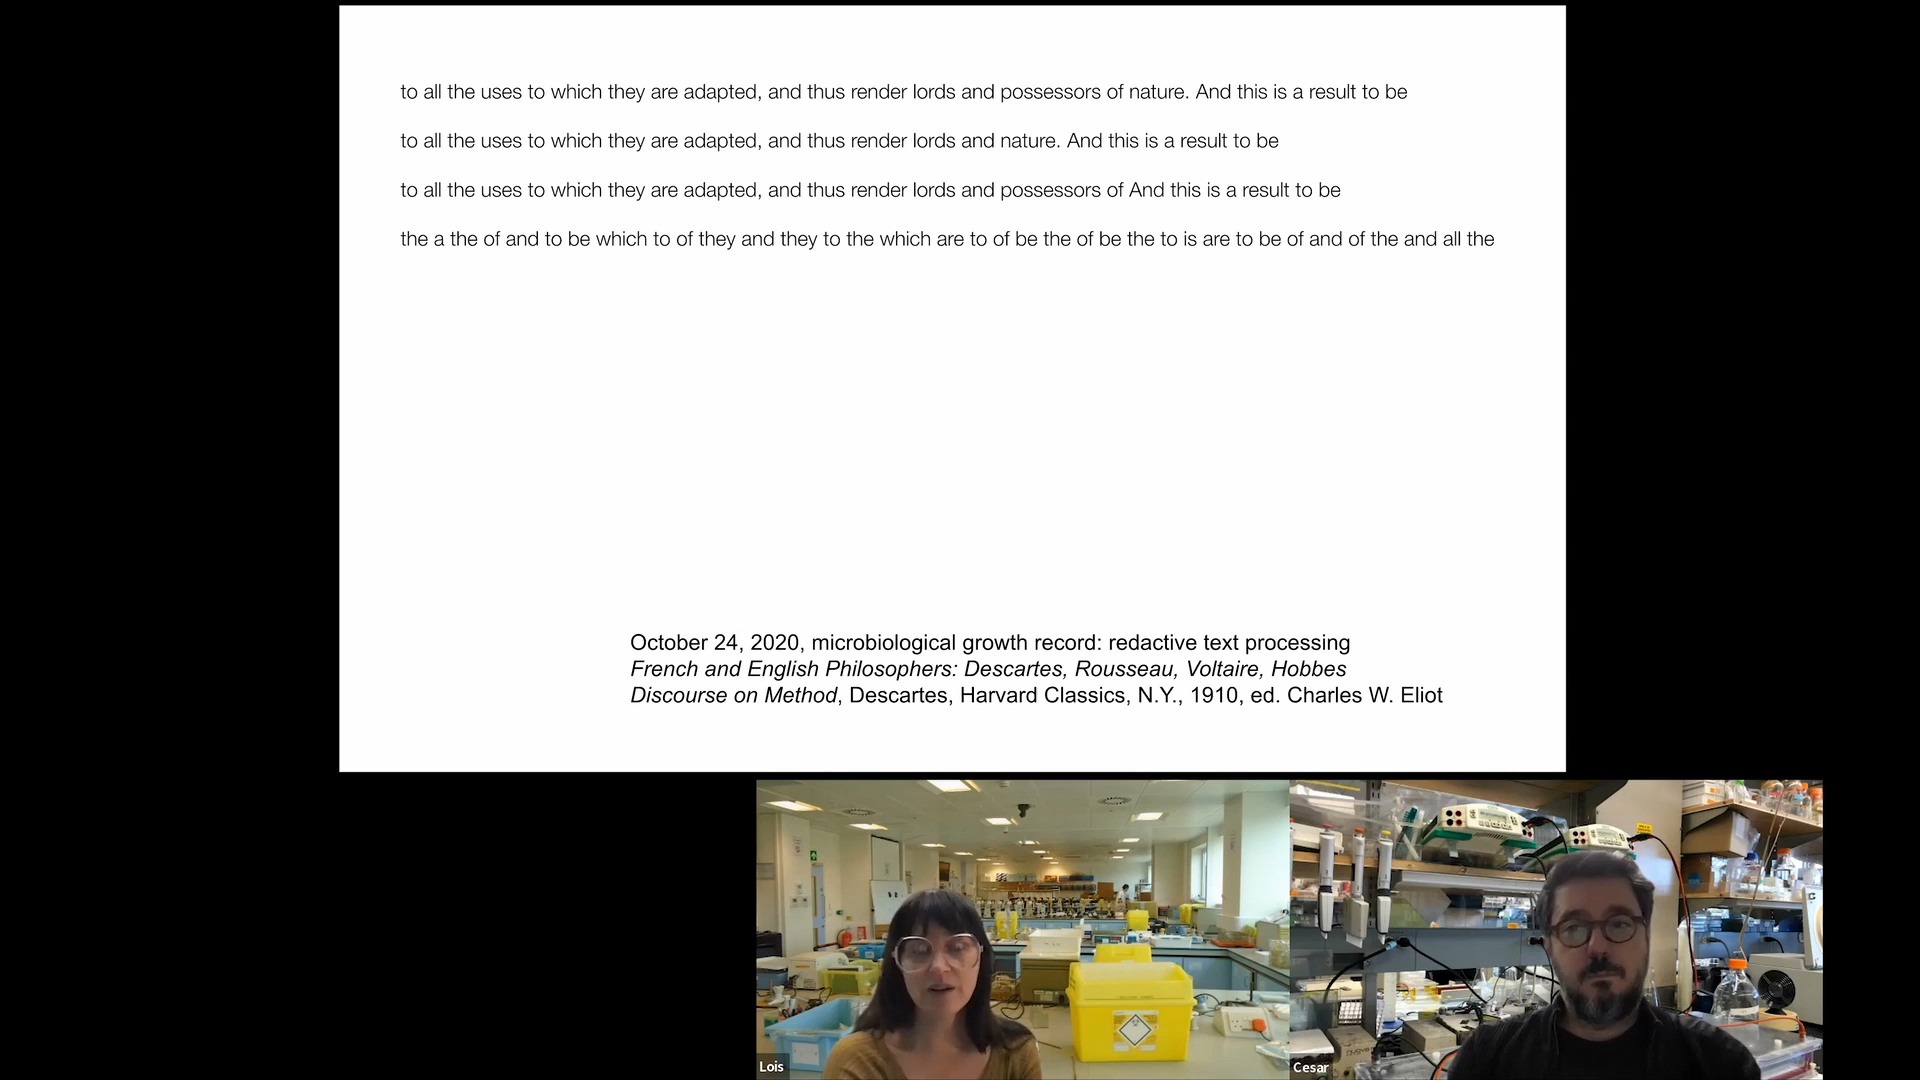 to all the uses to which they are adapted, and thus render lords and possessors of nature. And this is a result to be
to all the uses to which they are adapted, and thus render lords and nature. And this is a result to be
to all the uses to which they are adapted, and thus render lords and possessors of And this is a result to be
the a the of and to be which to of they and they to the which are to of be the of be the to is are to be of and of the and all the
October 24, 2020, microbiological growth record: redactive text processing
French and English Philosophers: Descartes, Rousseau, Voltaire, Hobbes
Discourse on Method, Descartes, Harvard Classics, N.Y., 1910, ed. Charles W. Eliot
Lois
Cesar